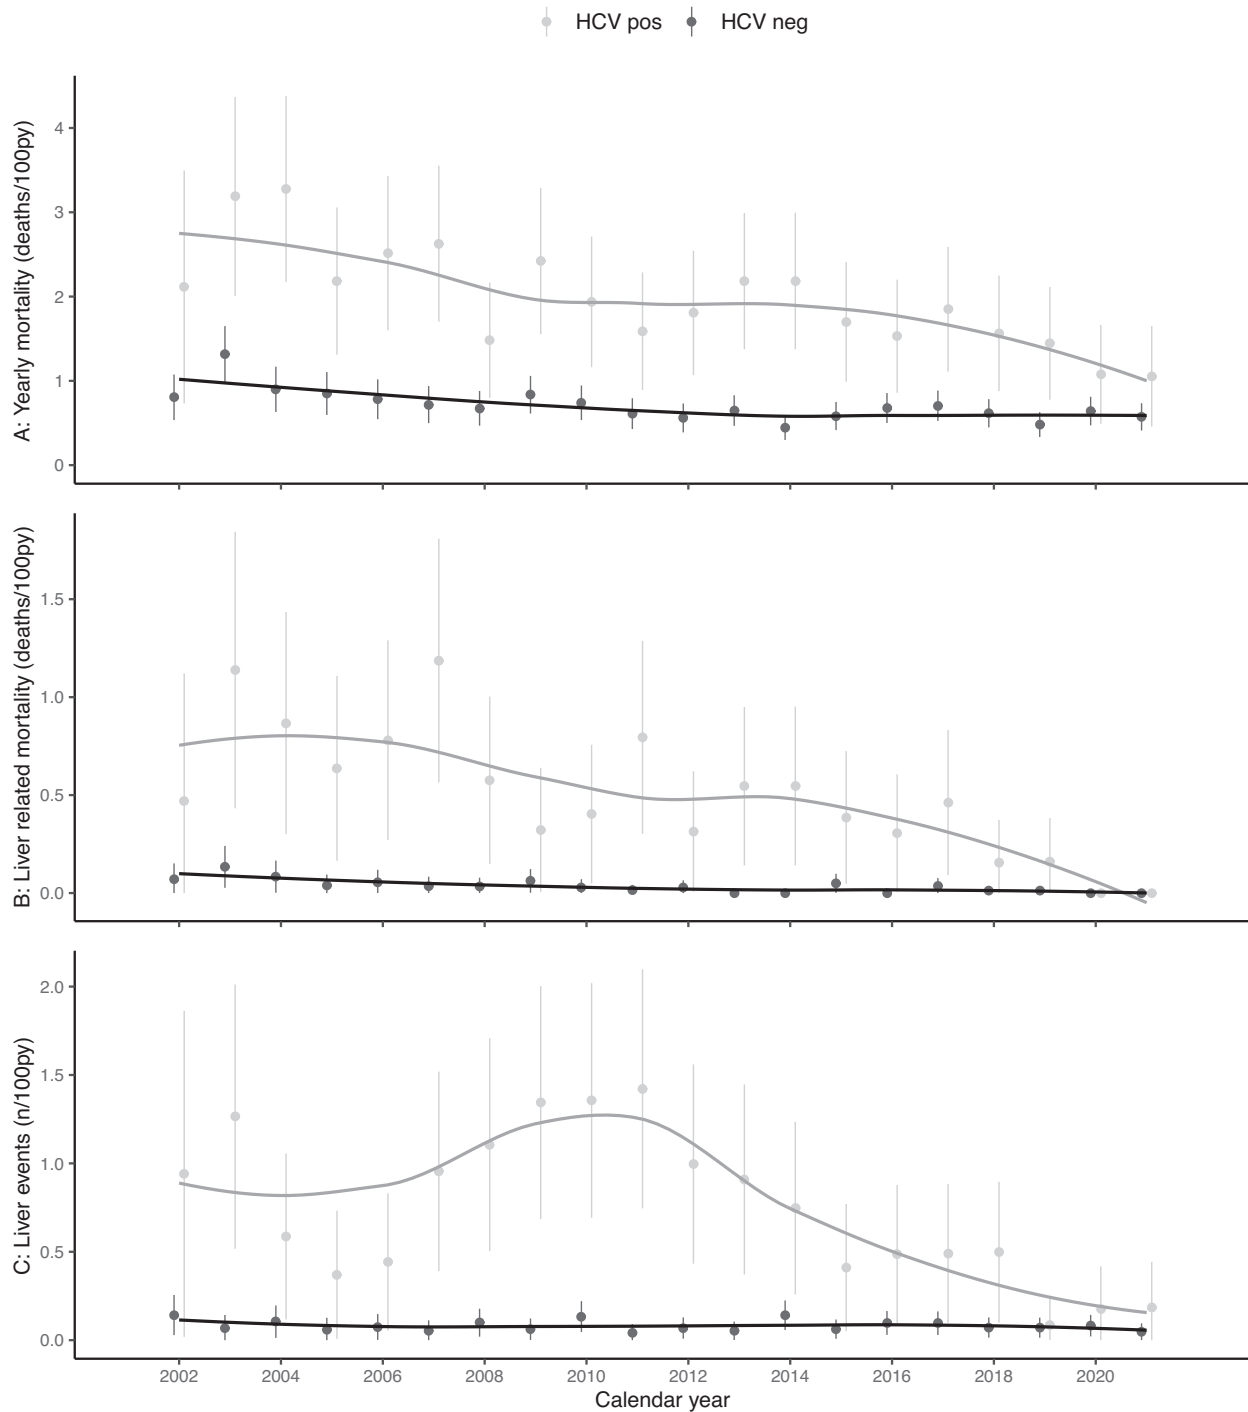 HCV pos HCV neg
A: Yearly mortality (deaths/100py)
4
3
2
1
0
B: Liver related mortality (deaths/100py)
1.5
1.0
0.5
0.0
C: Liver events (n/100py)
2.0
1.5
1.0
0.5
0.0
2002 2004 2006 2008 2010 2012 2014 2016 2018 2020
Calendar year